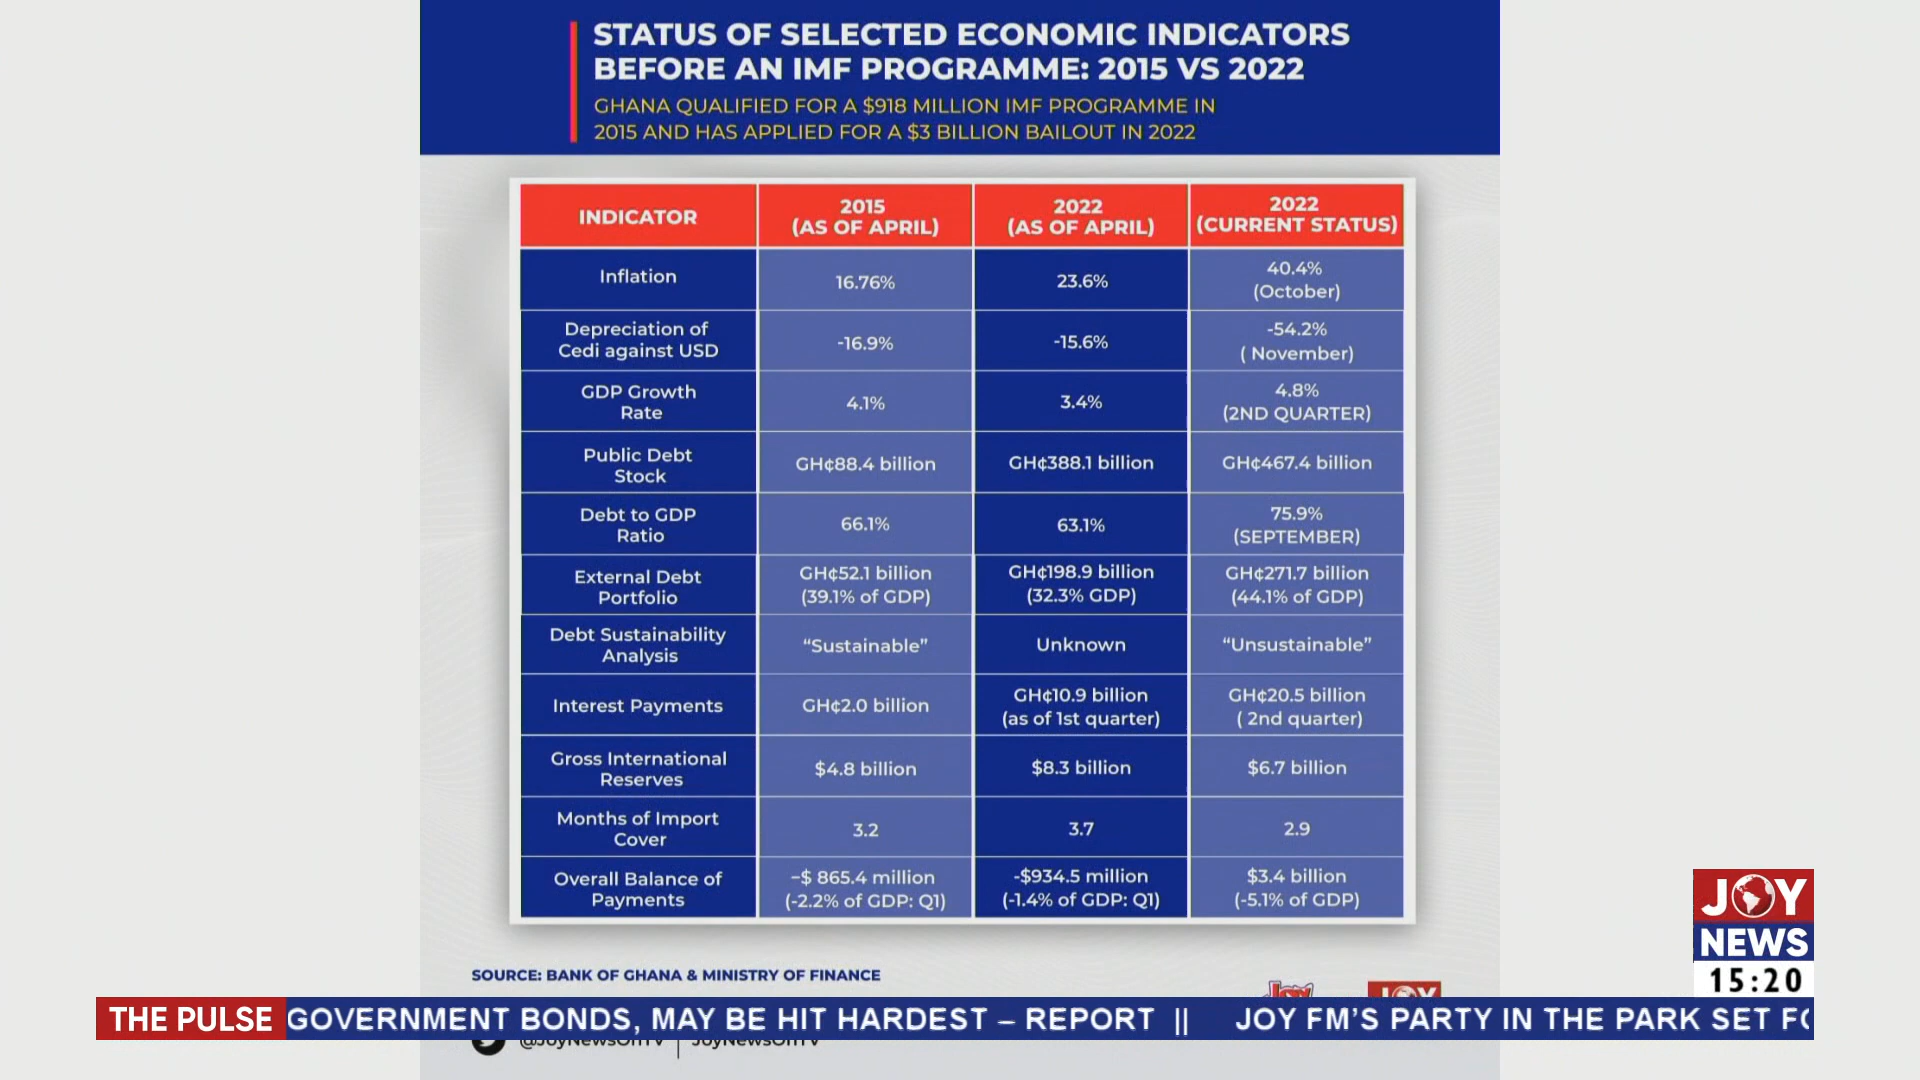 STATUS OF SELECTED ECONOMIC INDICATORS
BEFORE AN IMF PROGRAMME: 2015 VS 2022
GHANA QUALIFIED FOR A $918 MILLION IMF PROGRAMME IN
2015 AND HAS APPLIED FOR A $3 BILLION BAILOUT IN 2022
INDICATOR
2015
(AS OF APRIL)
2022
(AS OF APRIL)
2022
(CURRENT STATUS)
Inflation
16.76%
23.6%
40.4%
(October)
Depreciation of
Cedi against USD
-16.9%
-15.6%
-54.2%
( November)
GDP Growth
Rate
4.1%
3.4%
4.8%
(2ND QUARTER)
Public Debt
Stock
GH¢88.4 billion
GH¢388.1 billion
GH¢467.4 billion
Debt to GDP
Ratio
66.1%
63.1%
75.9%
(SEPTEMBER)
External Debt
Portfolio
GH¢52.1 billion
(39.1% of GDP)
GH¢198.9 billion
(32.3% GDP)
GH¢271.7 billion
(44.1% of GDP)
Debt Sustainability
Analysis
“Sustainable”
Unknown
“Unsustainable”
Interest Payments
GH¢2.0 billion
GH¢10.9 billion
(as of 1st quarter)
GH¢20.5 billion
( 2nd quarter)
Gross International
Reserves
$4.8 billion
$8.3 billion
$6.7 billion
Months of Import
Cover
3.2
3.7
2.9
Overall Balance of
Payments
–$ 865.4 million
(-2.2% of GDP: Q1)
-$934.5 million
(-1.4% of GDP: Q1)
$3.4 billion
(-5.1% of GDP)
SOURCE: BANK OF GHANA & MINISTRY OF FINANCE
JOY
NEWS
15:20
JOY
JOY
THE PULSE
GOVERNMENT BONDS, MAY BE HIT HARDEST – REPORT || JOY FM'S PARTY IN THE PARK SET
@JoyNewsOnTV | JoyNewsOnTV